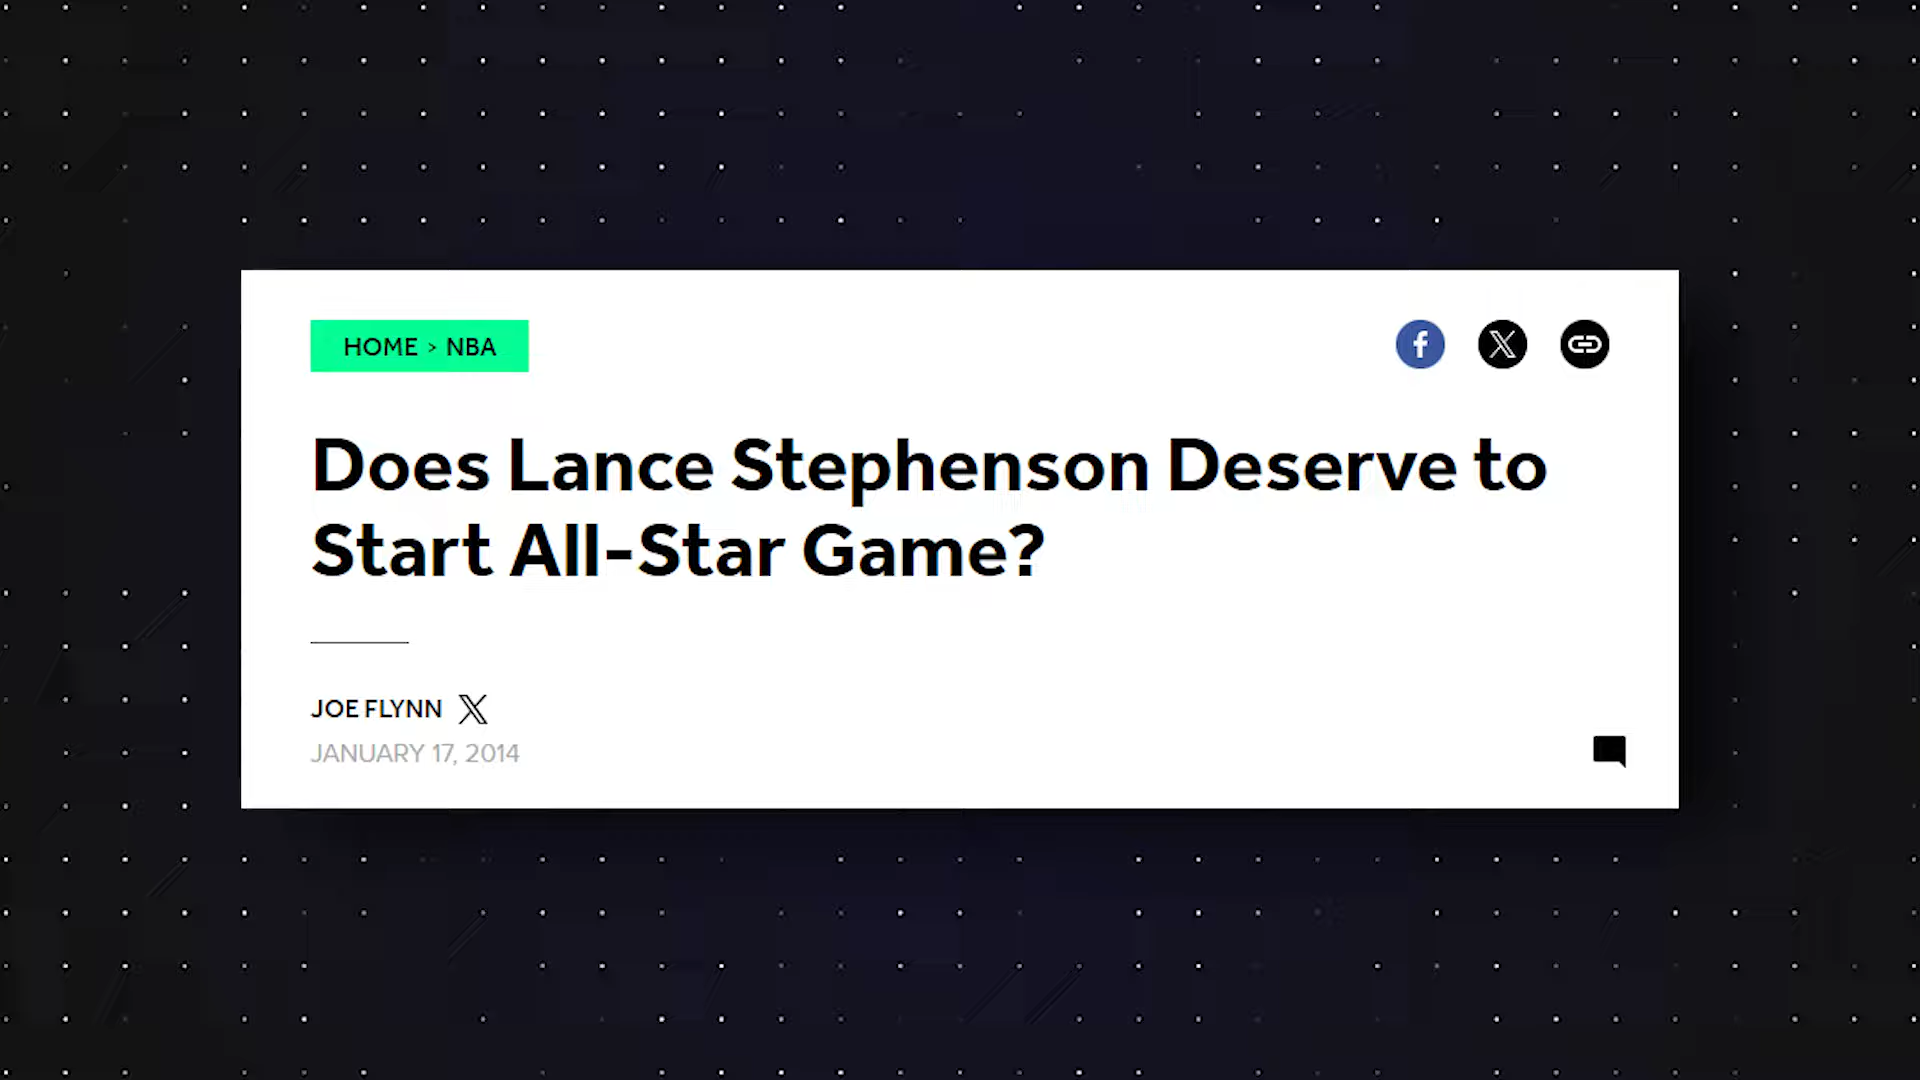 HOME > NBA
Does Lance Stephenson Deserve to
Start All-Star Game?
JOE FLYNN
JANUARY 17, 2014